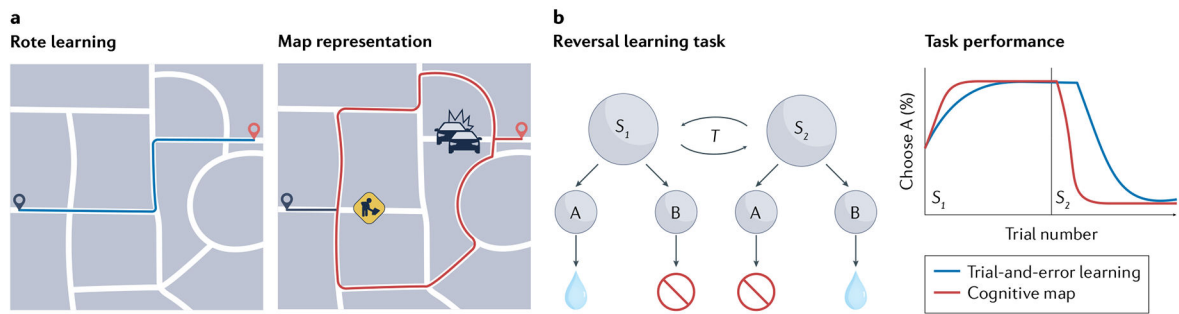 a
Rote learning
Map representation
b
Reversal learning task
Task performance
S1
T
S2
A
B
A
B
Choose A (%)
S1
S2
Trial number
Trial-and-error learning
Cognitive map